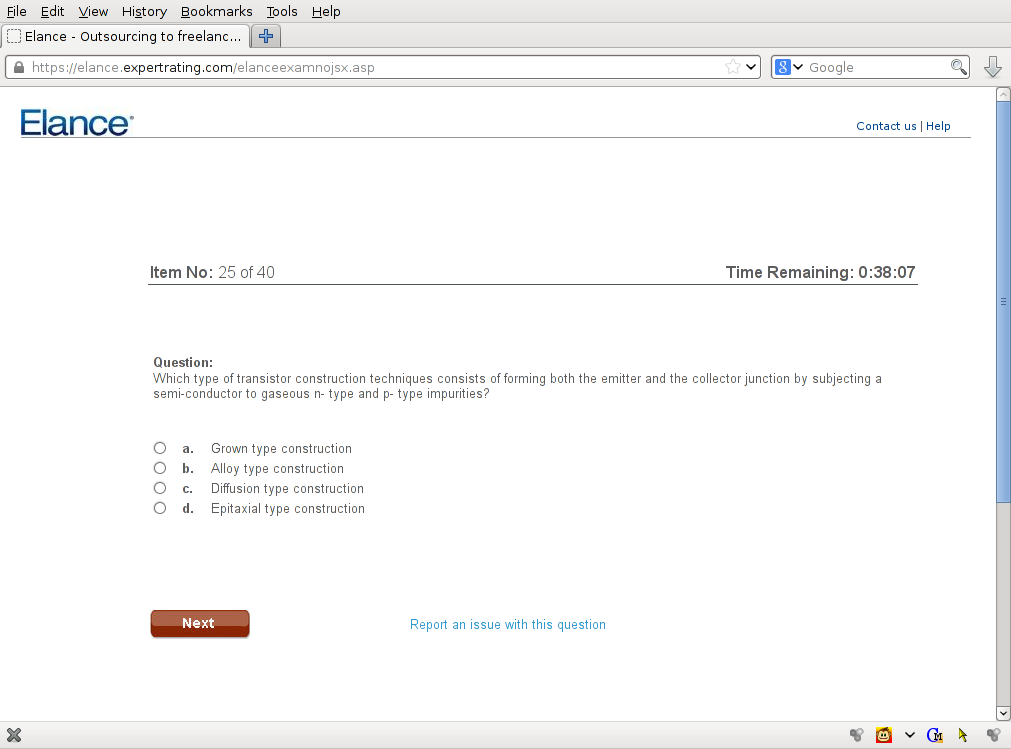 File Edit View History Bookmarks Tools Help
Elance - Outsourcing to freelanc...
https://elance.expertrating.com/elanceexamnojsx.asp
8 Google
Elance
Contact us | Help
Item No: 25 of 40
Time Remaining: 0:38:07
Question:
Which type of transistor construction techniques consists of forming both the emitter and the collector junction by subjecting a
semi-conductor to gaseous n- type and p- type impurities?
a. Grown type construction
b. Alloy type construction
c. Diffusion type construction
d. Epitaxial type construction
Next
Report an issue with this question